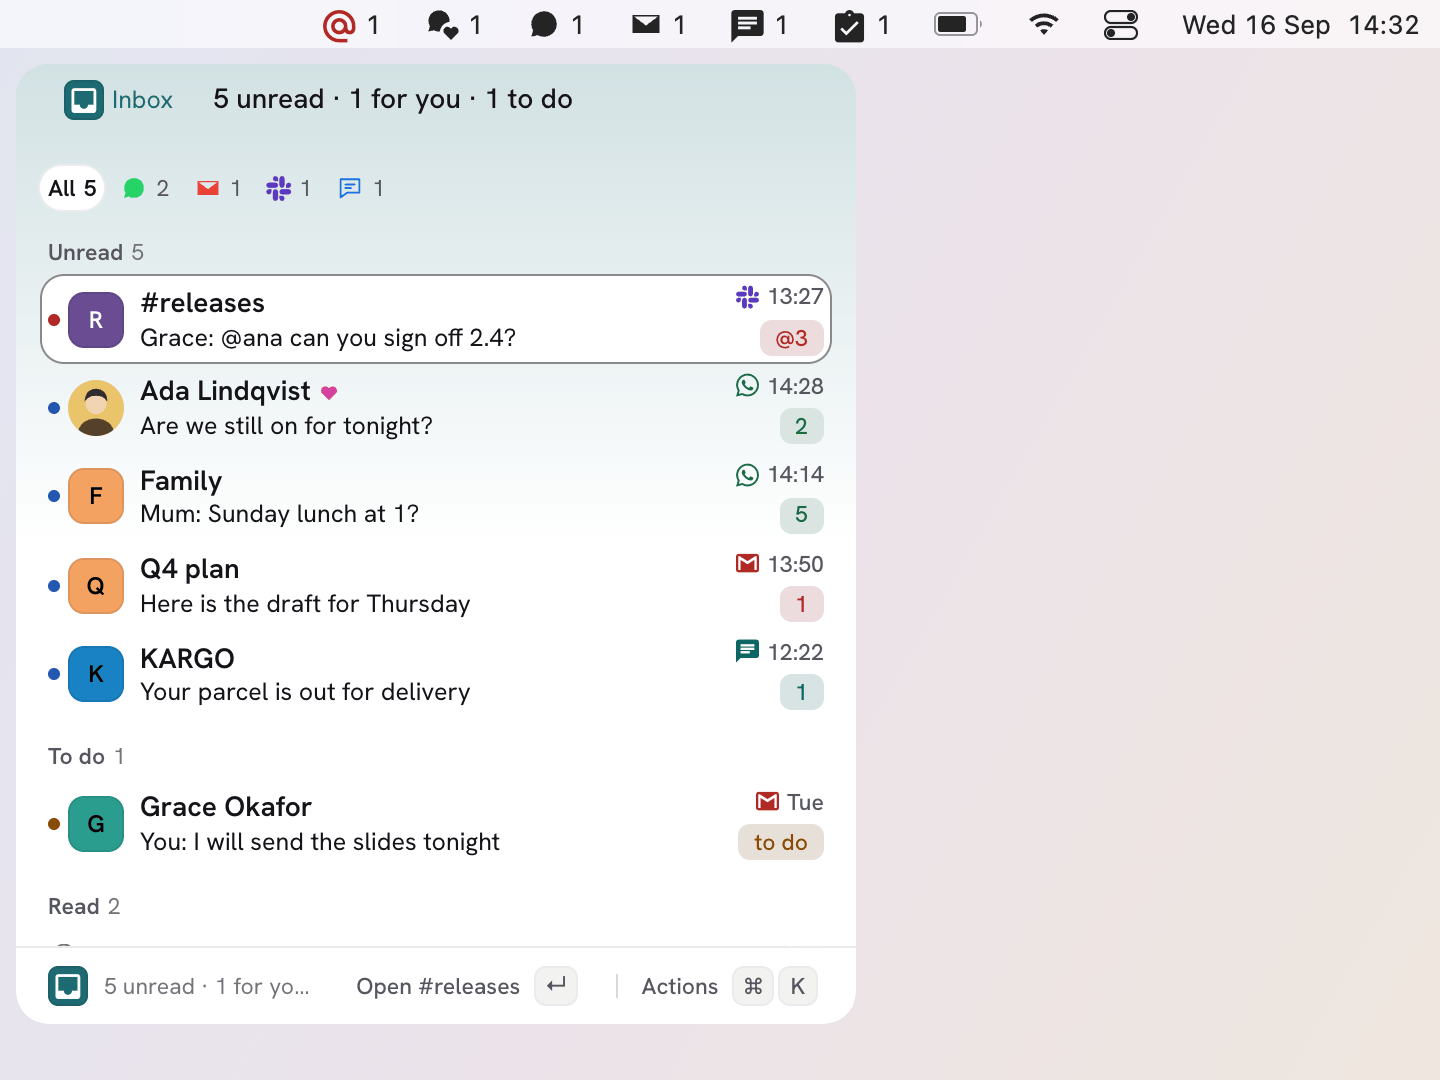 @ 1 1 1 1 1 1 Wed 16 Sep 14:32
Inbox 5 unread · 1 for you · 1 to do
All 5 2 1 1 1
Unread 5
R #releases 13:27
Grace: @ana can you sign off 2.4? @3
Ada Lindqvist 14:28
Are we still on for tonight? 2
F Family 14:14
Mum: Sunday lunch at 1? 5
Q Q4 plan 13:50
Here is the draft for Thursday 1
K KARGO 12:22
Your parcel is out for delivery 1
To do 1
G Grace Okafor Tue
You: I will send the slides tonight to do
Read 2
5 unread · 1 for yo... Open #releases ↵ Actions ⌘ K